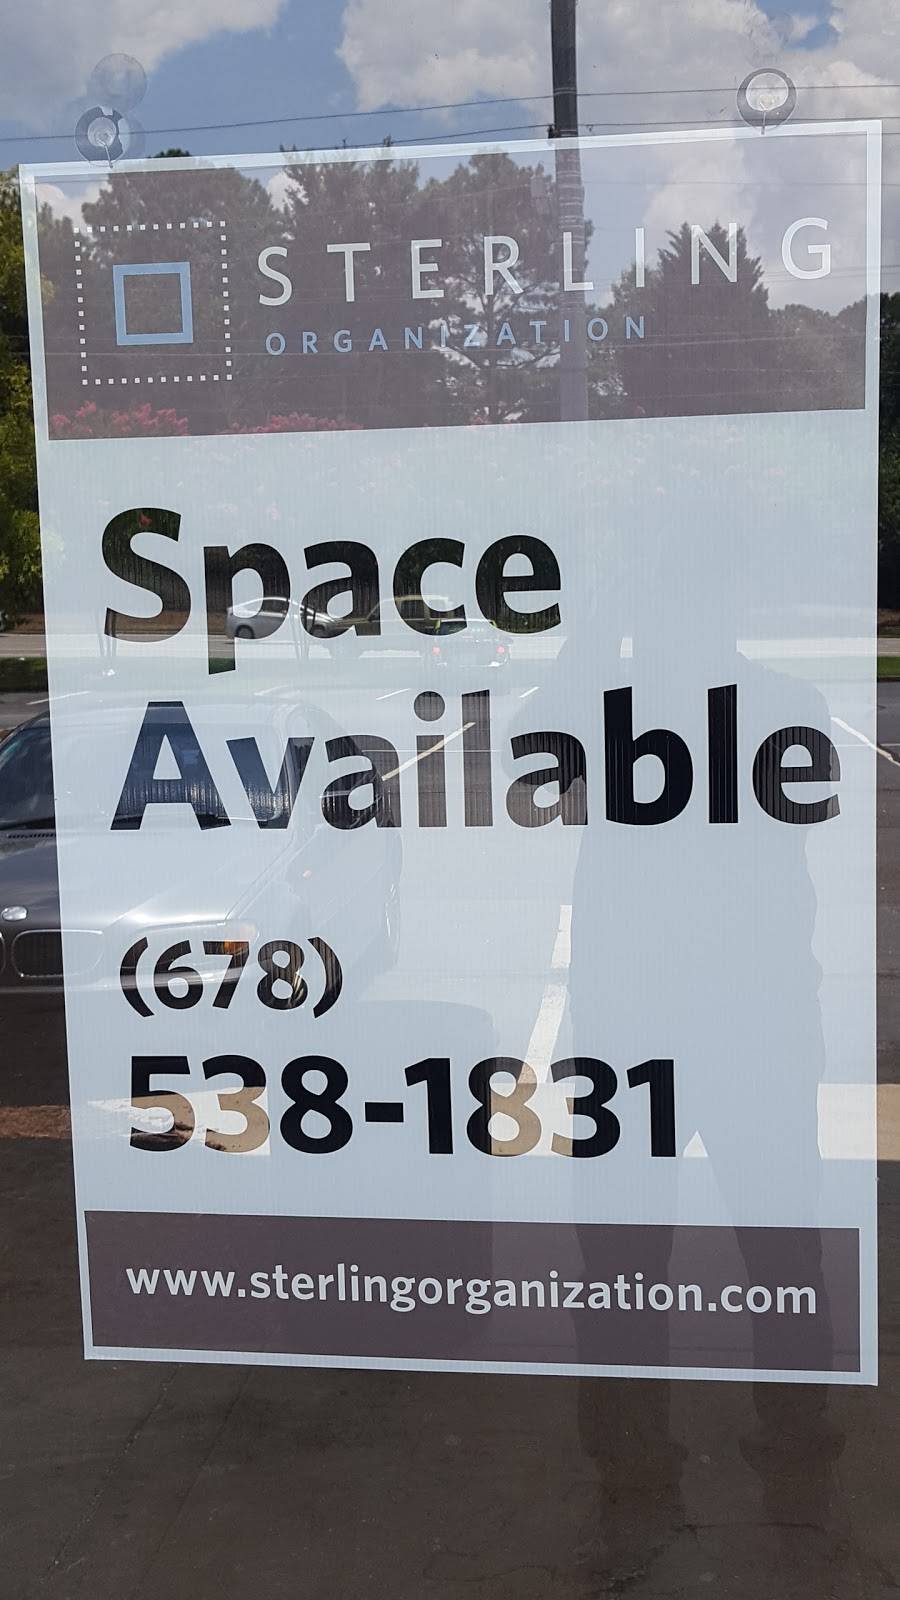 STERLING
ORGANIZATION
Space
Available
(678)
538-1831
www.sterlingorganization.com